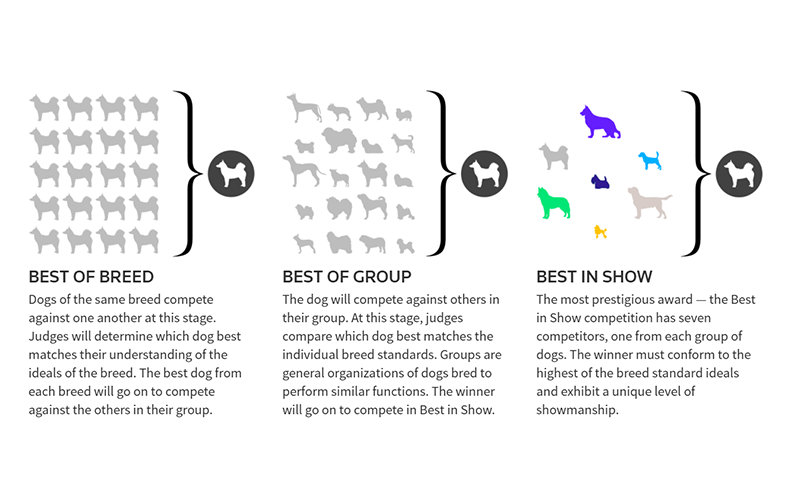 BEST OF BREED
Dogs of the same breed compete
against one another at this stage.
Judges will determine which dog best
matches their understanding of the
ideals of the breed. The best dog from
each breed will go on to compete
against the others in their group.
BEST OF GROUP
The dog will compete against others in
their group. At this stage, judges
compare which dog best matches the
individual breed standards. Groups are
general organizations of dogs bred to
perform similar functions. The winner
will go on to compete in Best in Show.
BEST IN SHOW
The most prestigious award — the Best
in Show competition has seven
competitors, one from each group of
dogs. The winner must conform to the
highest of the breed standard ideals
and exhibit a unique level of
showmanship.